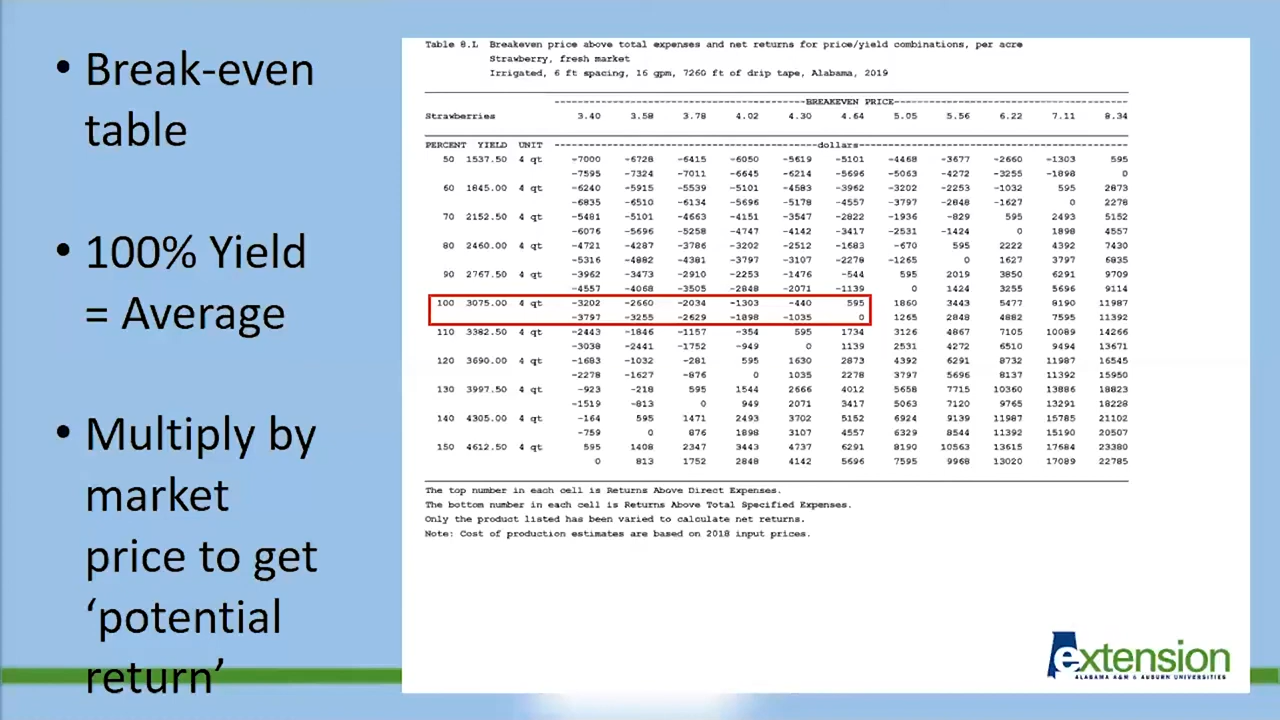 • Break-even
table
• 100% Yield
= Average
• Multiply by
market
price to get
‘potential
return’
Table 8.L Breakeven price above total expenses and net returns for price/yield combinations, per acre
Strawberry, fresh market
Irrigated, 6 ft spacing, 16 gpm, 7260 ft of drip tape, Alabama, 2019
BREAKEVEN PRICE
Strawberries 3.40 3.58 3.78 4.02 4.30 4.64 5.05 5.56 6.22 7.11 8.34
PERCENT YIELD UNIT dollars
50 1537.50 4 qt -7000 -6728 -6415 -6050 -5619 -5101 -4468 -3677 -2660 -1303 595
-7595 -7324 -7011 -6645 -6214 -5696 -5063 -4272 -3255 -1898 0
60 1845.00 4 qt -6240 -5915 -5539 -5101 -4583 -3962 -3202 -2253 -1032 595 2873
-6835 -6510 -6134 -5696 -5178 -4557 -3797 -2848 -1627 0 2278
70 2152.50 4 qt -5481 -5101 -4663 -4151 -3547 -2822 -1936 -829 595 2493 5152
-6076 -5696 -5258 -4747 -4142 -3417 -2531 -1424 0 1898 4557
80 2460.00 4 qt -4721 -4287 -3786 -3202 -2512 -1683 -670 595 2222 4392 7430
-5316 -4882 -4381 -3797 -3107 -2278 -1265 0 1627 3797 6835
90 2767.50 4 qt -3962 -3473 -2910 -2253 -1476 -544 595 2019 3850 6291 9709
-4557 -4068 -3505 -2848 -2071 -1139 0 1424 3255 5696 9114
100 3075.00 4 qt -3202 -2660 -2034 -1303 -440 595 1860 3443 5477 8190 11987
-3797 -3255 -2629 -1898 -1035 0 1265 2848 4882 7595 11392
110 3382.50 4 qt -2443 -1846 -1157 -354 595 1734 3126 4867 7105 10089 14266
-3038 -2441 -1752 -949 0 1139 2531 4272 6510 9494 13671
120 3690.00 4 qt -1683 -1032 -281 595 1630 2873 4392 6291 8732 11987 16545
-2278 -1627 -876 0 1035 2278 3797 5696 8137 11392 15950
130 3997.50 4 qt -923 -218 595 1544 2666 4012 5658 7715 10360 13886 18823
-1519 -813 0 949 2071 3417 5063 7120 9765 13291 18228
140 4305.00 4 qt -164 595 1471 2493 3702 5152 6924 9139 11987 15785 21102
-759 0 876 1898 3107 4557 6329 8544 11392 15190 20507
150 4612.50 4 qt 595 1408 2347 3443 4737 6291 8190 10563 13615 17684 23380
0 813 1752 2848 4142 5696 7595 9968 13020 17089 22785
The top number in each cell is Returns Above Direct Expenses.
The bottom number in each cell is Returns Above Total Specified Expenses.
Only the product listed has been varied to calculate net returns.
Note: Cost of production estimates are based on 2018 input prices.
extension
ALABAMA A&M & AUBURN UNIVERSITIES